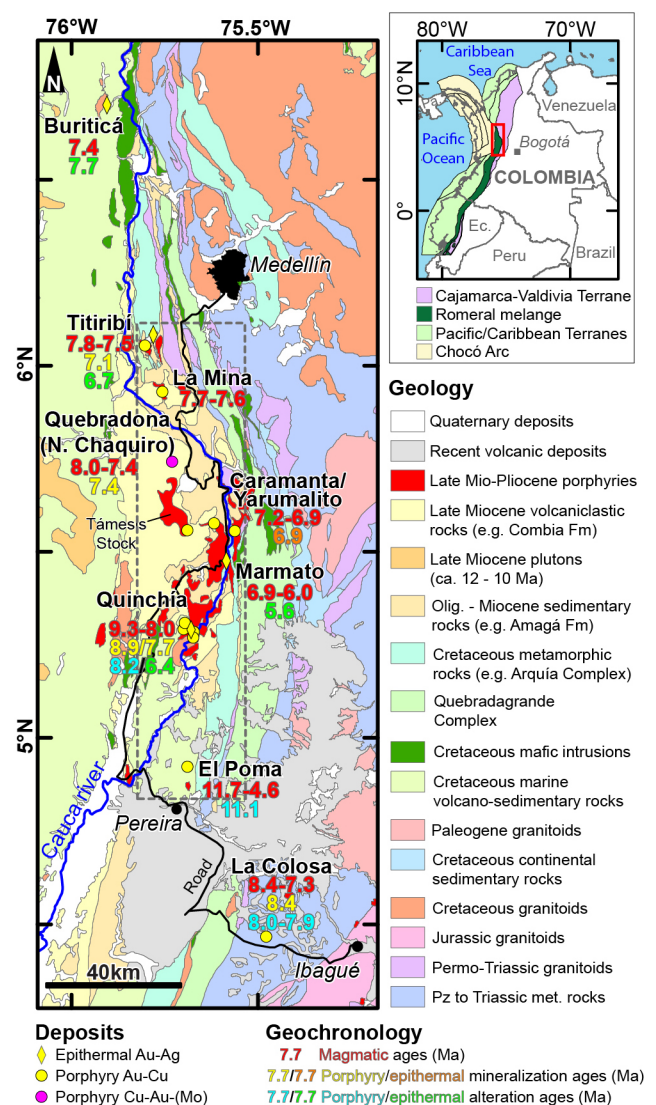 76°W
75.5°W
N
Buriticá
7.4
7.7
Medellín
Titiribí
7.8-7.5
7.1
6.7
6°N
La Mina
7.7-7.6
Quebradona
(N. Chaquiro)
8.0-7.4
7.4
Caramanta/
Yarumalito
7.2-6.9
6.9
Támesis
Stock
Marmato
6.9-6.0
5.6
Quinchía
9.3-8.0
8.9/7.7
8.2/6.4
5°N
El Poma
11.7-4.6
11.1
Cauca river
Pereira
Road
La Colosa
8.4-7.3
8.4
8.0-7.9
Ibagué
40km
80°W
70°W
Caribbean
Sea
10°N
Venezuela
Pacific
Ocean
Bogotá
COLOMBIA
0°
Ec.
Peru
Brazil
Cajamarca-Valdivia Terrane
Romeral melange
Pacific/Caribbean Terranes
Chocó Arc
Geology
Quaternary deposits
Recent volcanic deposits
Late Mio-Pliocene porphyries
Late Miocene volcaniclastic
rocks (e.g. Combia Fm)
Late Miocene plutons
(ca. 12 - 10 Ma)
Olig. - Miocene sedimentary
rocks (e.g. Amagá Fm)
Cretaceous metamorphic
rocks (e.g. Arquía Complex)
Quebradagrande
Complex
Cretaceous mafic intrusions
Cretaceous marine
volcano-sedimentary rocks
Paleogene granitoids
Cretaceous continental
sedimentary rocks
Cretaceous granitoids
Jurassic granitoids
Permo-Triassic granitoids
Pz to Triassic met. rocks
Deposits
Epithermal Au-Ag
Porphyry Au-Cu
Porphyry Cu-Au-(Mo)
Geochronology
7.7 Magmatic ages (Ma)
7.7/7.7 Porphyry/epithermal mineralization ages (Ma)
7.7/7.7 Porphyry/epithermal alteration ages (Ma)